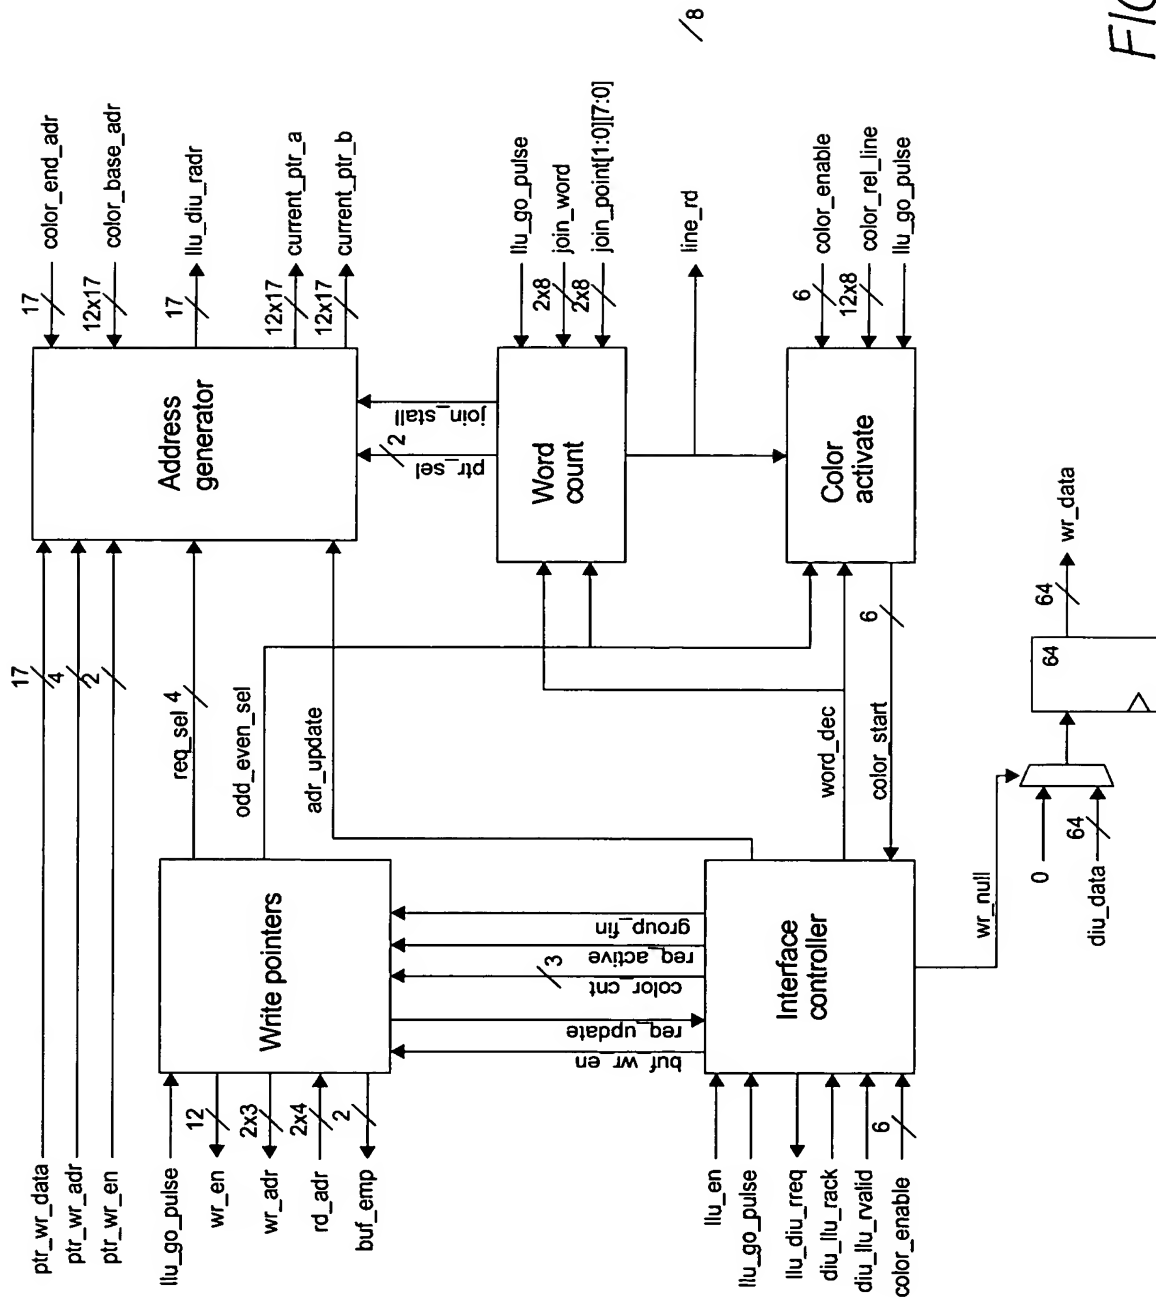 color_end_adr
17
color_base_adr
12x17
llu_diu_radr
17
current_ptr_a
12x17
current_ptr_b
12x17
Address
generator
ptr_wr_data
17
ptr_wr_adr
4
ptr_wr_en
2
req_sel
4
odd_even_sel
adr_update
ptr_sel
2
join_stall
Word
count
llu_go_pulse
join_word
2x8
join_point[1:0][7:0]
2x8
line_rd
/8
Color
activate
color_enable
6
color_rel_line
12x8
llu_go_pulse
word_dec
color_start
6
Write pointers
llu_go_pulse
wr_en
12
wr_adr
2x3
rd_adr
2x4
buf_emp
2
group_fin
req_active
color_cnt
3
req_update
buf_wr_en
Interface
controller
llu_en
llu_go_pulse
llu_diu_rreq
diu_llu_rack
diu_llu_rvalid
color_enable
6
wr_null
0
diu_data
64
64
wr_data
64
FIG